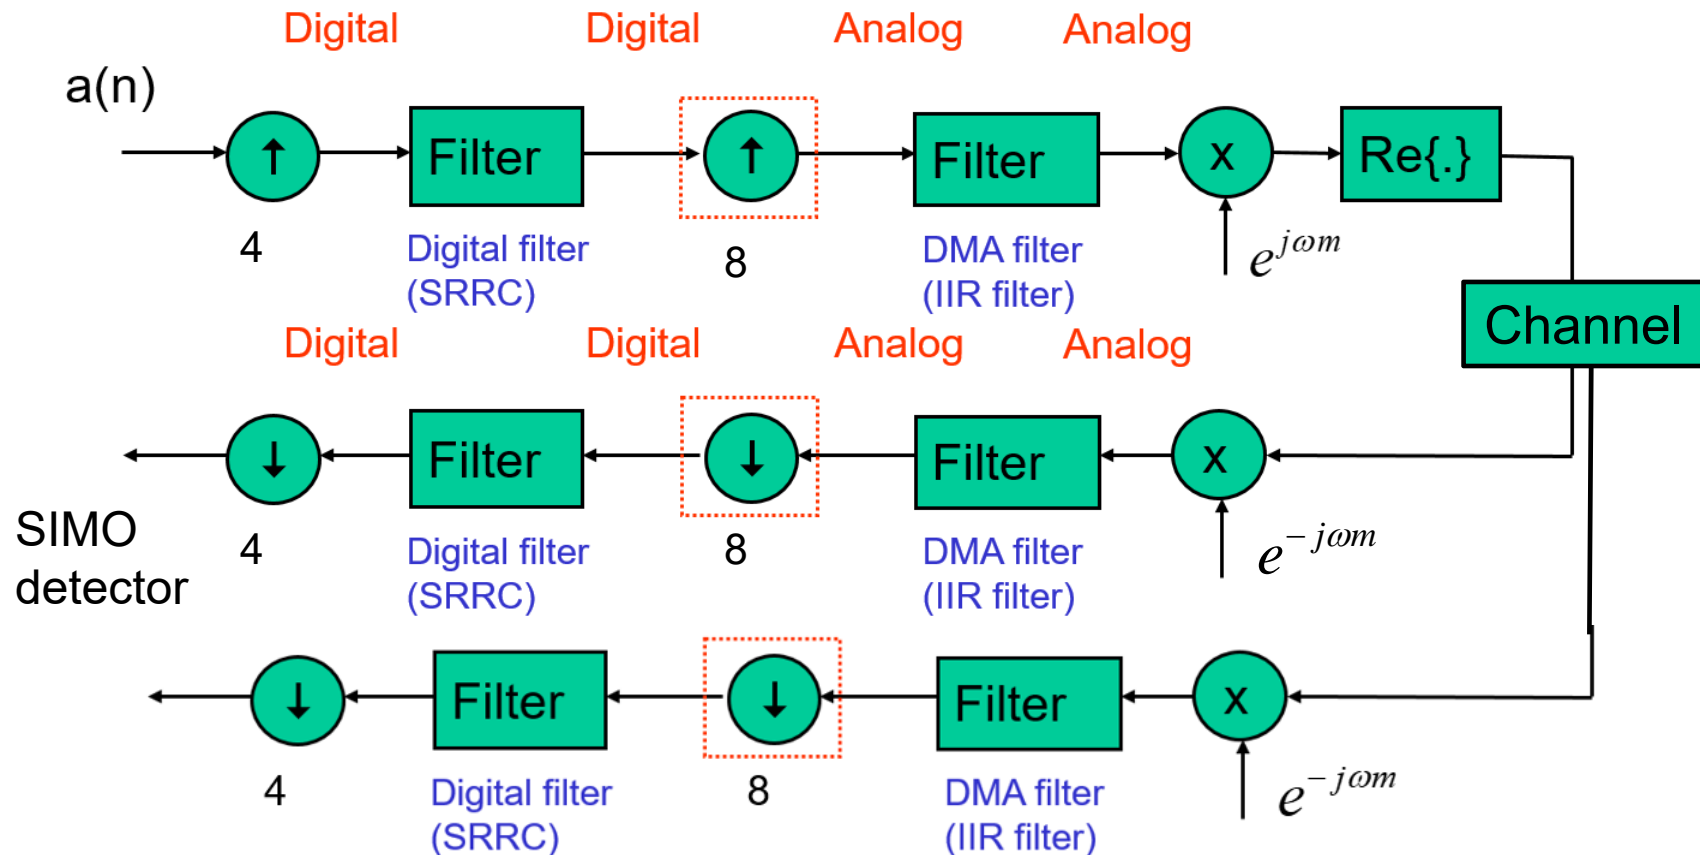 Digital Digital Analog Analog
a(n)
↑ Filter ↑ Filter x Re{.}
4 Digital filter 8 DMA filter e^{jωm}
(SRRC) (IIR filter)
Channel
Digital Digital Analog Analog
↓ Filter ↓ Filter x
SIMO
detector
4 Digital filter 8 DMA filter e^{-jωm}
(SRRC) (IIR filter)
↓ Filter ↓ Filter x
4 Digital filter 8 DMA filter e^{-jωm}
(SRRC) (IIR filter)